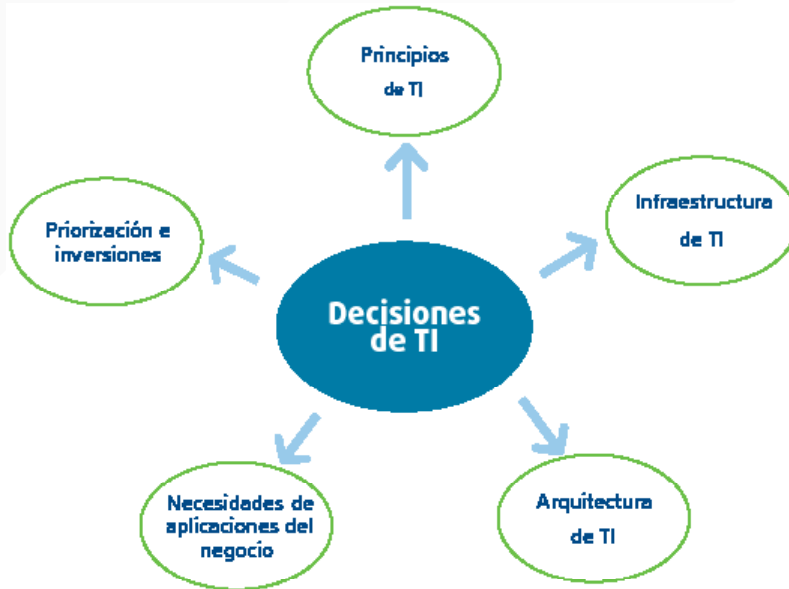 Principios
de TI
Infraestructura
de TI
Priorización e
inversiones
Decisiones
de TI
Necesidades de
aplicaciones del
negocio
Arquitectura
de TI